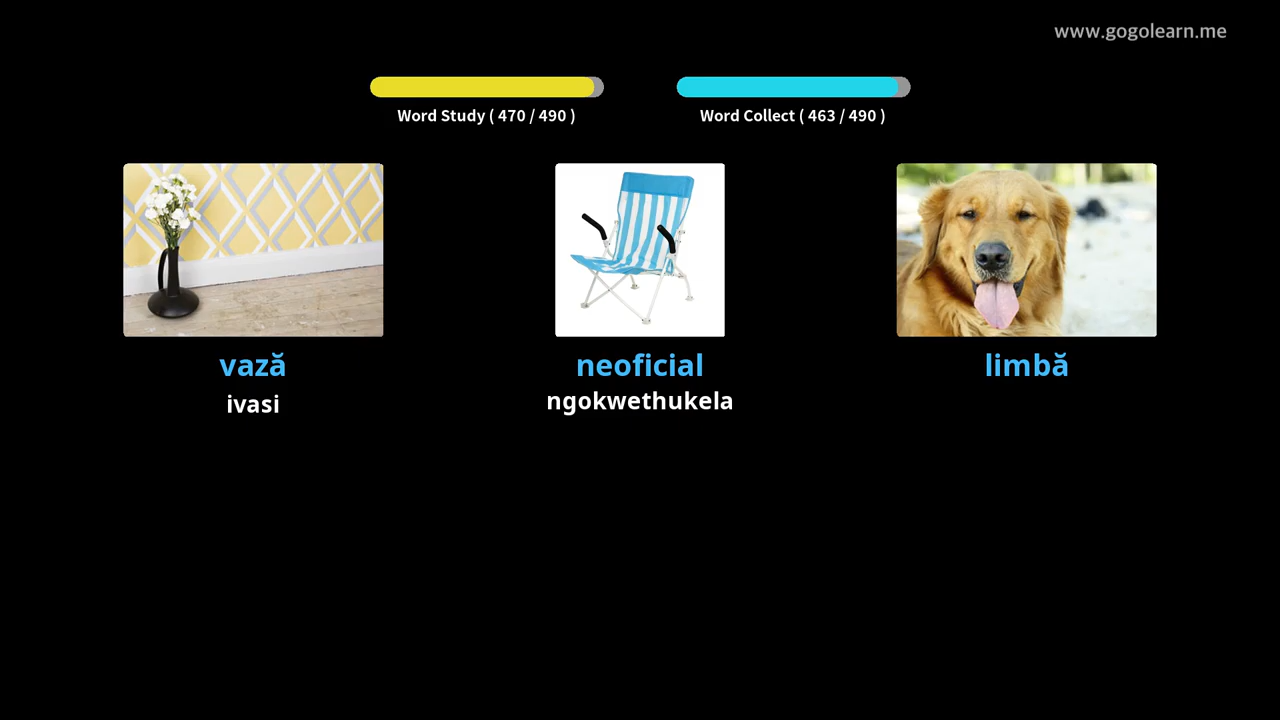 www.gogolearn.me
Word Study ( 470 / 490 )
Word Collect ( 463 / 490 )
vază
neoficial
limbă
ivasi
ngokwethukela